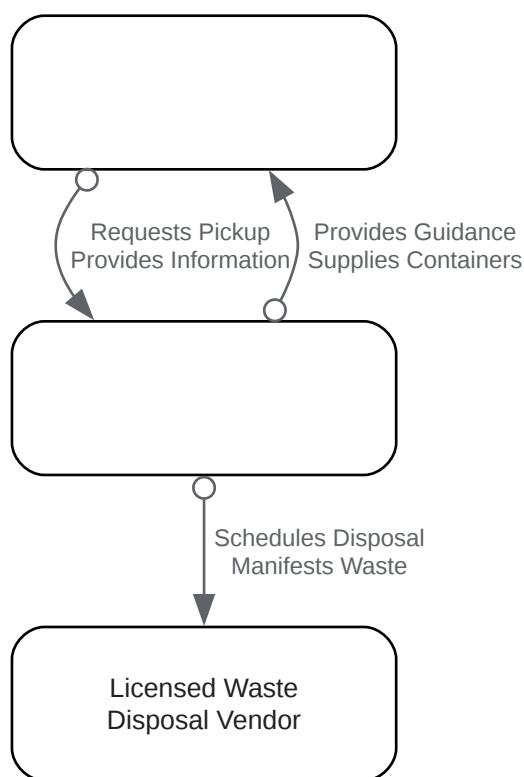 Requests Pickup
Provides Information
Provides Guidance
Supplies Containers
Schedules Disposal
Manifests Waste
Licensed Waste
Disposal Vendor